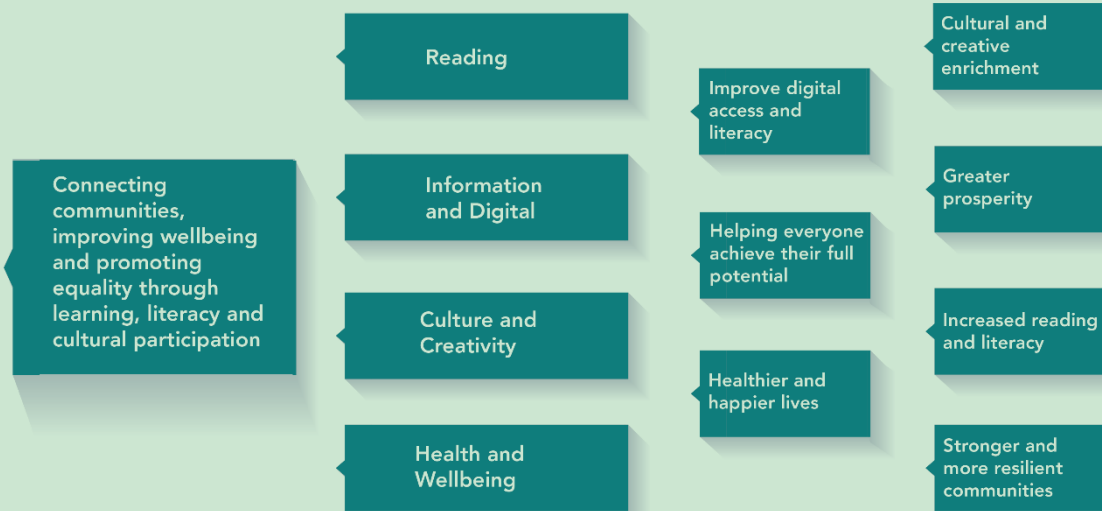 Connecting
communities,
improving wellbeing
and promoting
equality through
learning, literacy and
cultural participation
Reading
Information
and Digital
Culture and
Creativity
Health and
Wellbeing
Improve digital
access and
literacy
Helping everyone
achieve their full
potential
Healthier and
happier lives
Cultural and
creative
enrichment
Greater
prosperity
Increased reading
and literacy
Stronger and
more resilient
communities